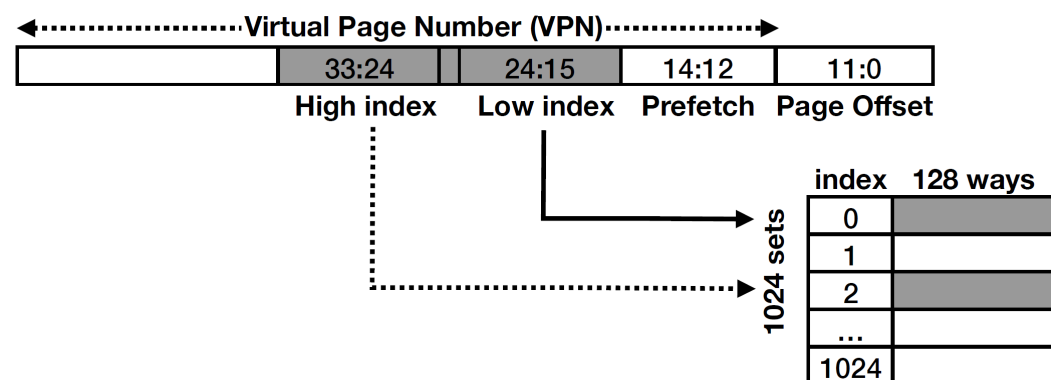 Virtual Page Number (VPN)
33:24 24:15 14:12 11:0
High index Low index Prefetch Page Offset
index 128 ways
1024 sets
0
1
2
...
1024